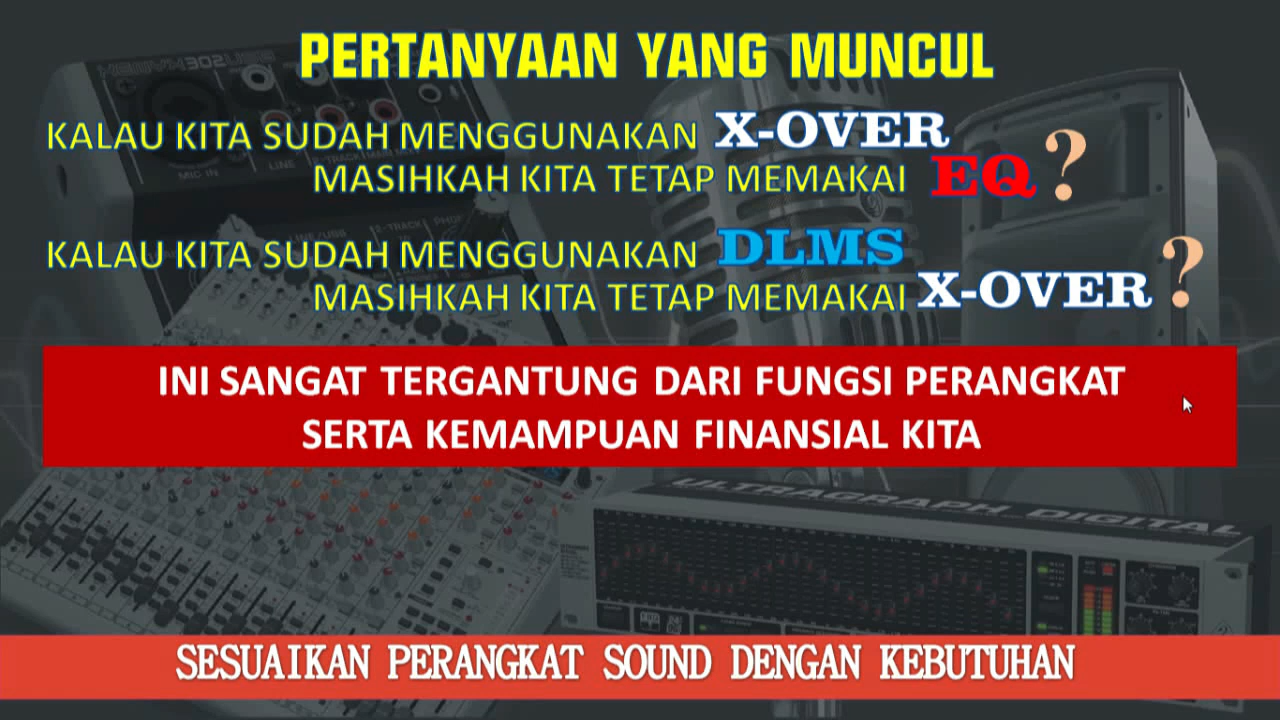 PERTANYAAN YANG MUNCUL
KALAU KITA SUDAH MENGGUNAKAN X-OVER
MASIHKAH KITA TETAP MEMAKAI EQ ?
KALAU KITA SUDAH MENGGUNAKAN DLMS
MASIHKAH KITA TETAP MEMAKAI X-OVER ?
INI SANGAT TERGANTUNG DARI FUNGSI PERANGKAT
SERTA KEMAMPUAN FINANSIAL KITA
ULTRAGRAPH DIGITAL
SESUAIKAN PERANGKAT SOUND DENGAN KEBUTUHAN